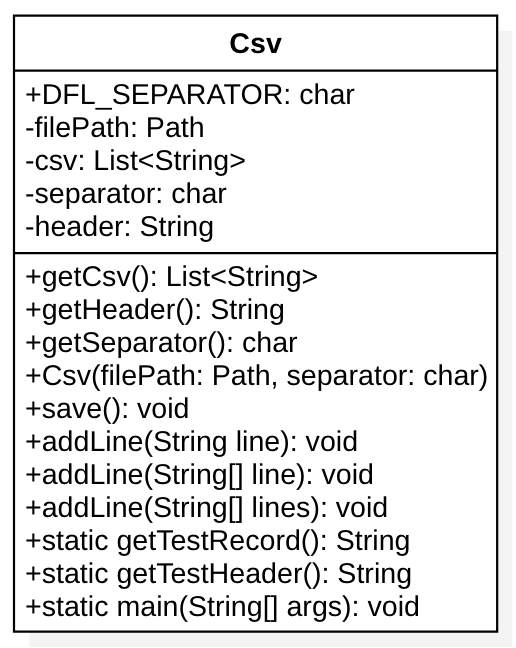 Csv
+DFL_SEPARATOR: char
-filePath: Path
-csv: List<String>
-separator: char
-header: String
+getCsv(): List<String>
+getHeader(): String
+getSeparator(): char
+Csv(filePath: Path, separator: char)
+save(): void
+addLine(String line): void
+addLine(String[] line): void
+addLine(String[] lines): void
+static getTestRecord(): String
+static getTestHeader(): String
+static main(String[] args): void